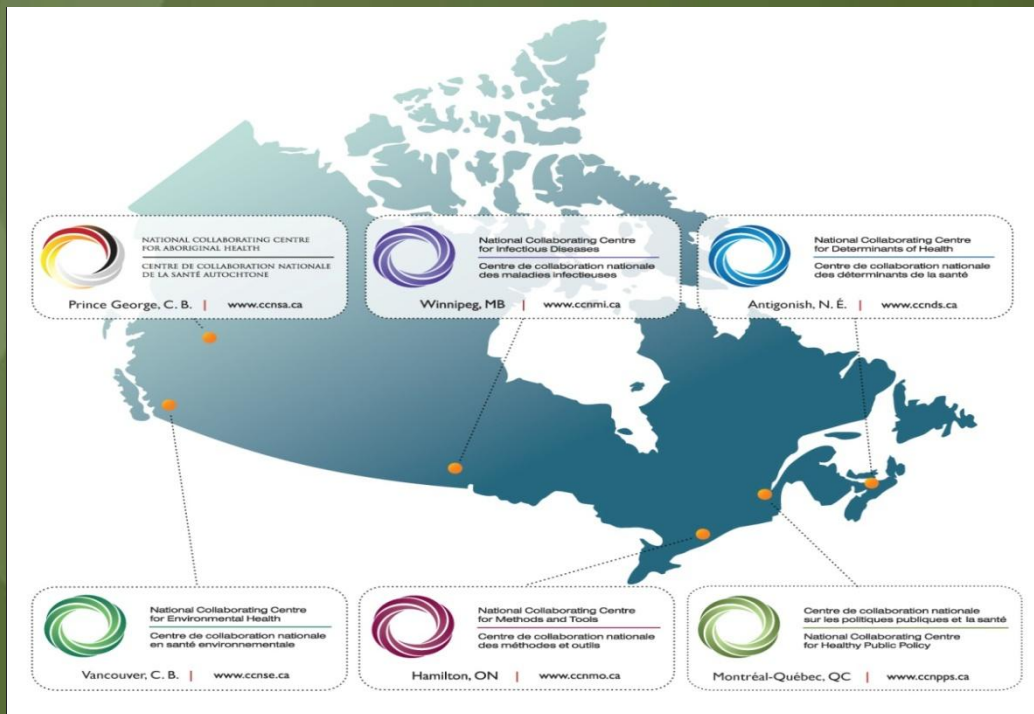 NATIONAL COLLABORATING CENTRE
FOR ABORIGINAL HEALTH
CENTRE DE COLLABORATION NATIONALE
DE LA SANTÉ AUTOCHTONE
Prince George, C. B. | www.ccnsa.ca
National Collaborating Centre
for Infectious Diseases
Centre de collaboration nationale
des maladies infectieuses
Winnipeg, MB | www.ccnmi.ca
National Collaborating Centre
for Determinants of Health
Centre de collaboration nationale
des déterminants de la santé
Antigonish, N. É. | www.ccnds.ca
National Collaborating Centre
for Environmental Health
Centre de collaboration nationale
en santé environnementale
Vancouver, C. B. | www.ccnse.ca
National Collaborating Centre
for Methods and Tools
Centre de collaboration nationale
des méthodes et outils
Hamilton, ON | www.ccnmo.ca
Centre de collaboration nationale
sur les politiques publiques et la santé
National Collaborating Centre
for Healthy Public Policy
Montréal-Québec, QC | www.ccnpps.ca